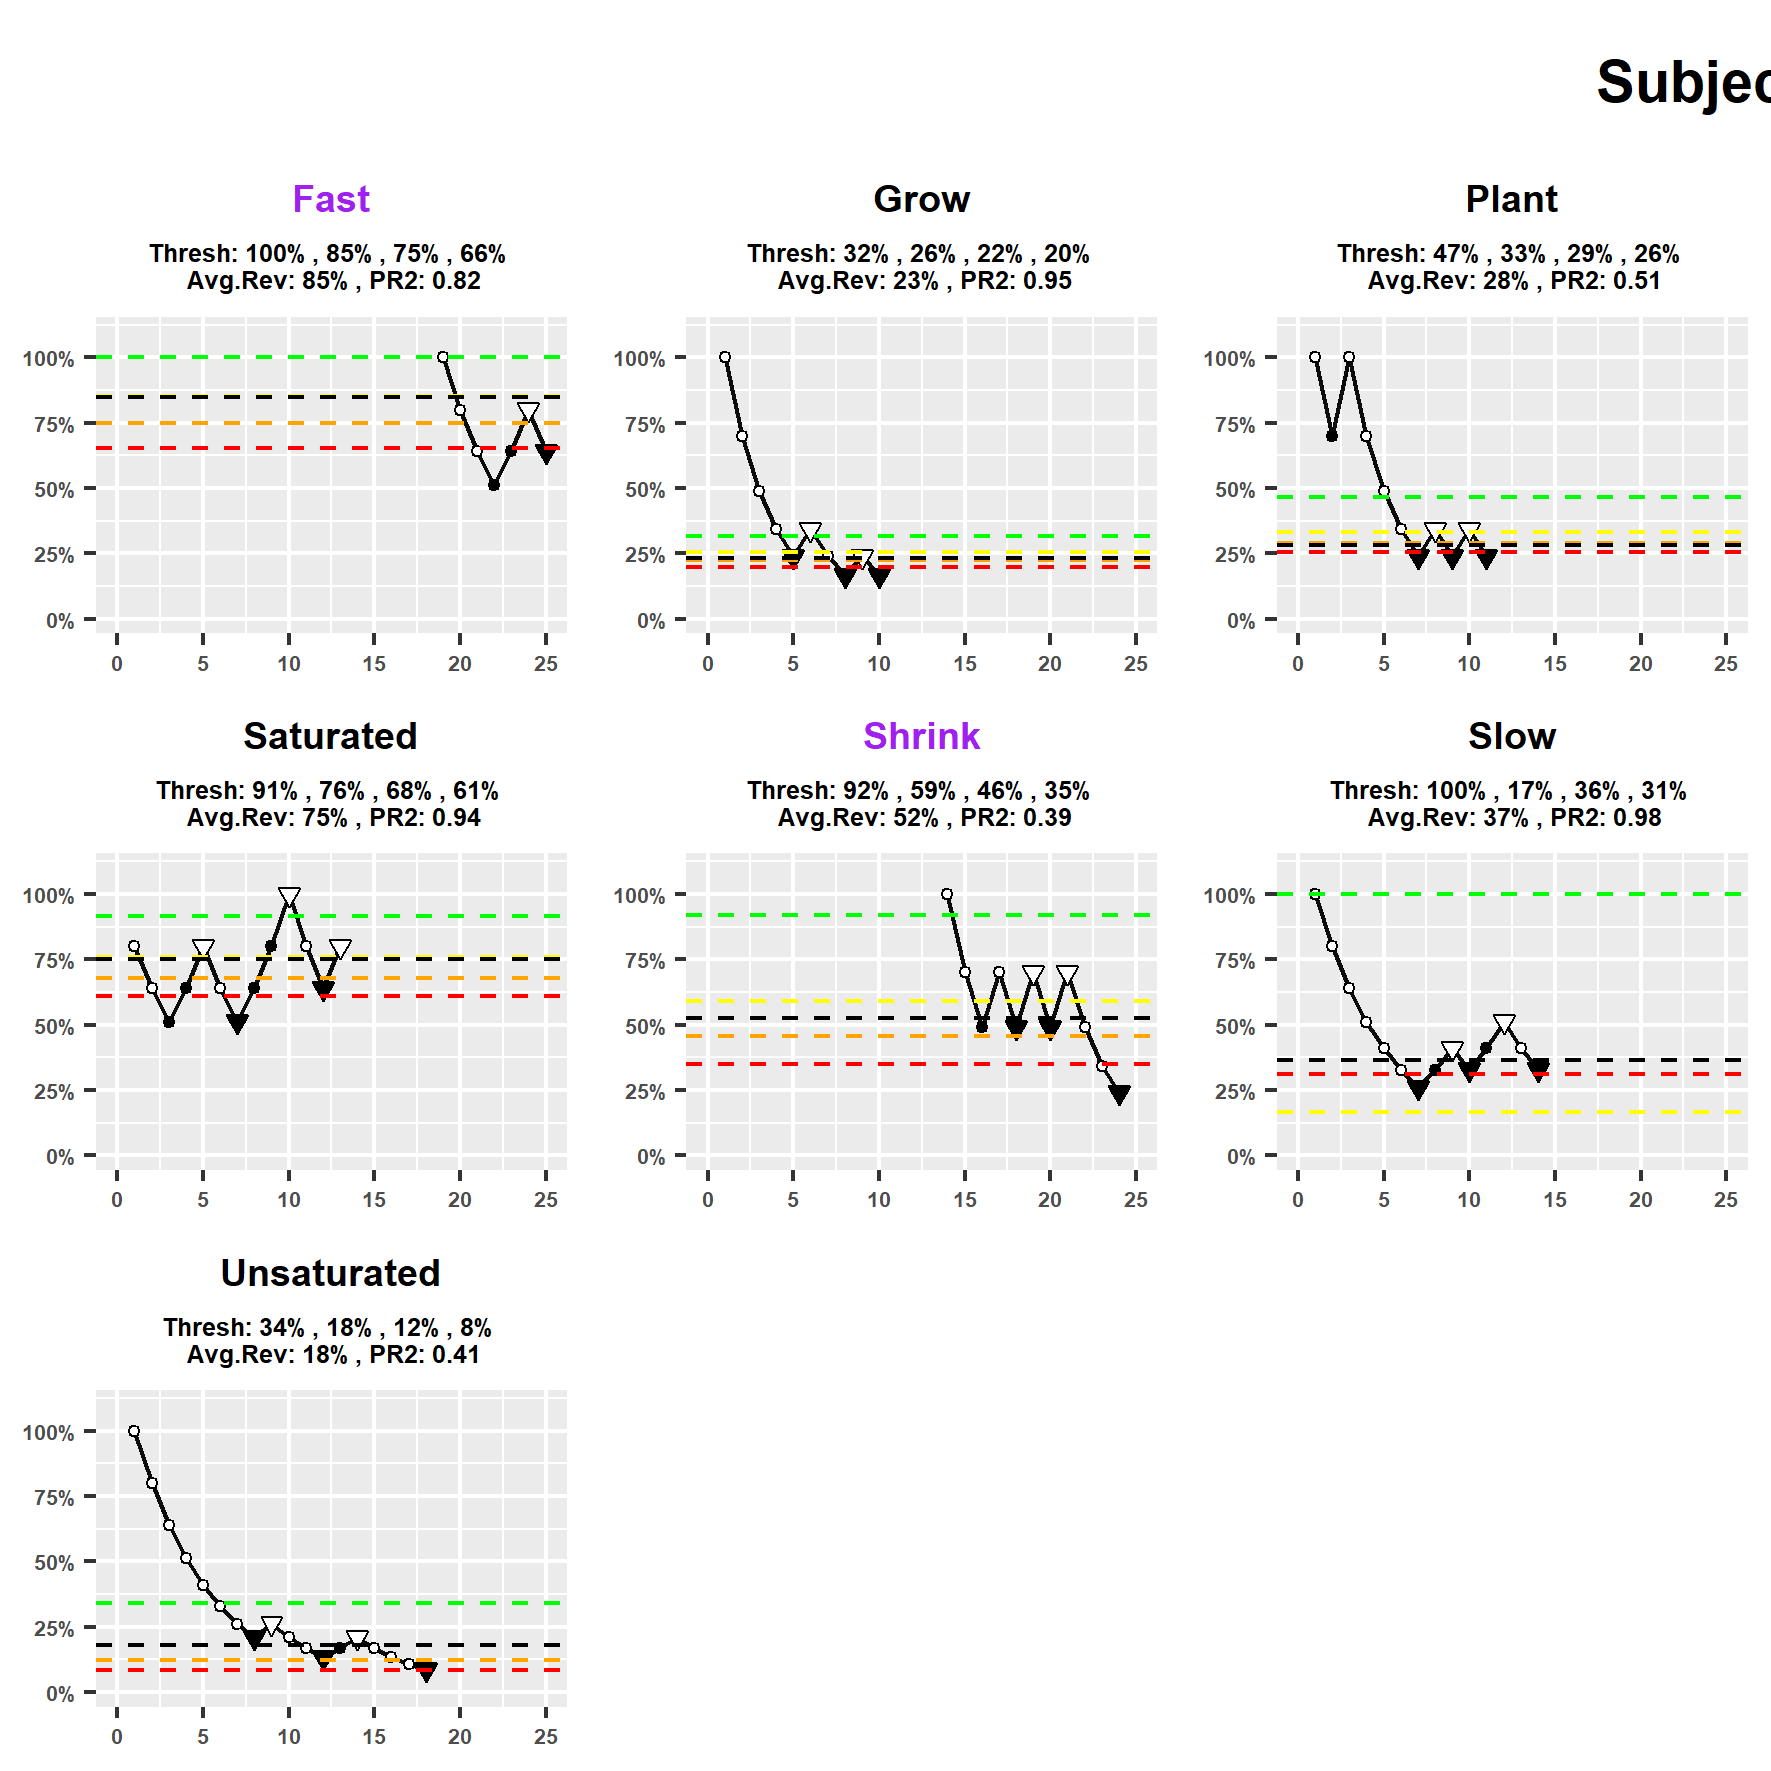 Subjec
Fast
Thresh: 100% , 85% , 75% , 66%
Avg.Rev: 85% , PR2: 0.82
100%
75%
50%
25%
0%
0 5 10 15 20 25
Grow
Thresh: 32% , 26% , 22% , 20%
Avg.Rev: 23% , PR2: 0.95
100%
75%
50%
25%
0%
0 5 10 15 20 25
Plant
Thresh: 47% , 33% , 29% , 26%
Avg.Rev: 28% , PR2: 0.51
100%
75%
50%
25%
0%
0 5 10 15 20 25
Saturated
Thresh: 91% , 76% , 68% , 61%
Avg.Rev: 75% , PR2: 0.94
100%
75%
50%
25%
0%
0 5 10 15 20 25
Shrink
Thresh: 92% , 59% , 46% , 35%
Avg.Rev: 52% , PR2: 0.39
100%
75%
50%
25%
0%
0 5 10 15 20 25
Slow
Thresh: 100% , 17% , 36% , 31%
Avg.Rev: 37% , PR2: 0.98
100%
75%
50%
25%
0%
0 5 10 15 20 25
Unsaturated
Thresh: 34% , 18% , 12% , 8%
Avg.Rev: 18% , PR2: 0.41
100%
75%
50%
25%
0%
0 5 10 15 20 25